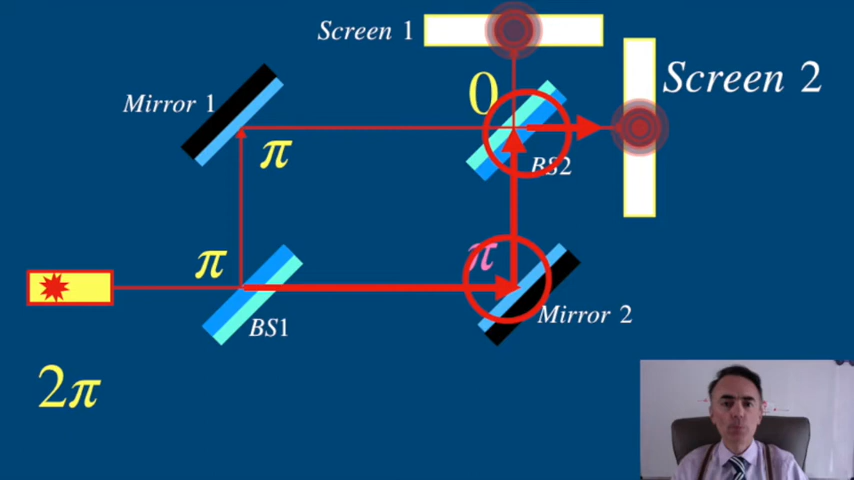 Screen 1
Screen 2
Mirror 1
0
π
BS2
π
π
BS1
Mirror 2
2π